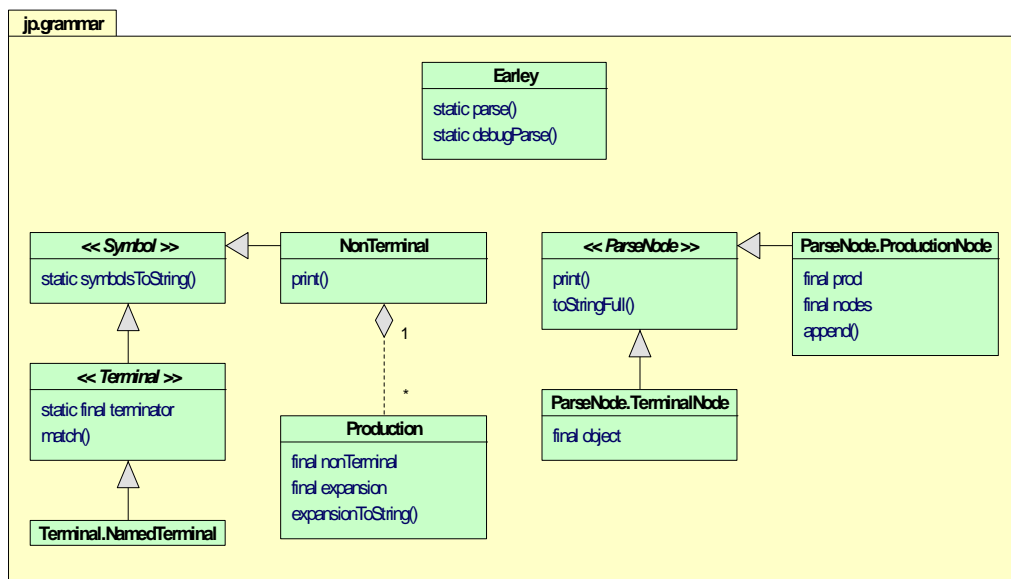 jp.grammar
Earley
static parse()
static debugParse()
<< Symbol >>
static symbolsToString()
NonTerminal
print()
<< ParseNode >>
print()
toStringFull()
ParseNode.ProductionNode
final prod
final nodes
append()
1
*
<< Terminal >>
static final terminator
match()
Production
final nonTerminal
final expansion
expansionToString()
ParseNode.TerminalNode
final object
Terminal.NamedTerminal